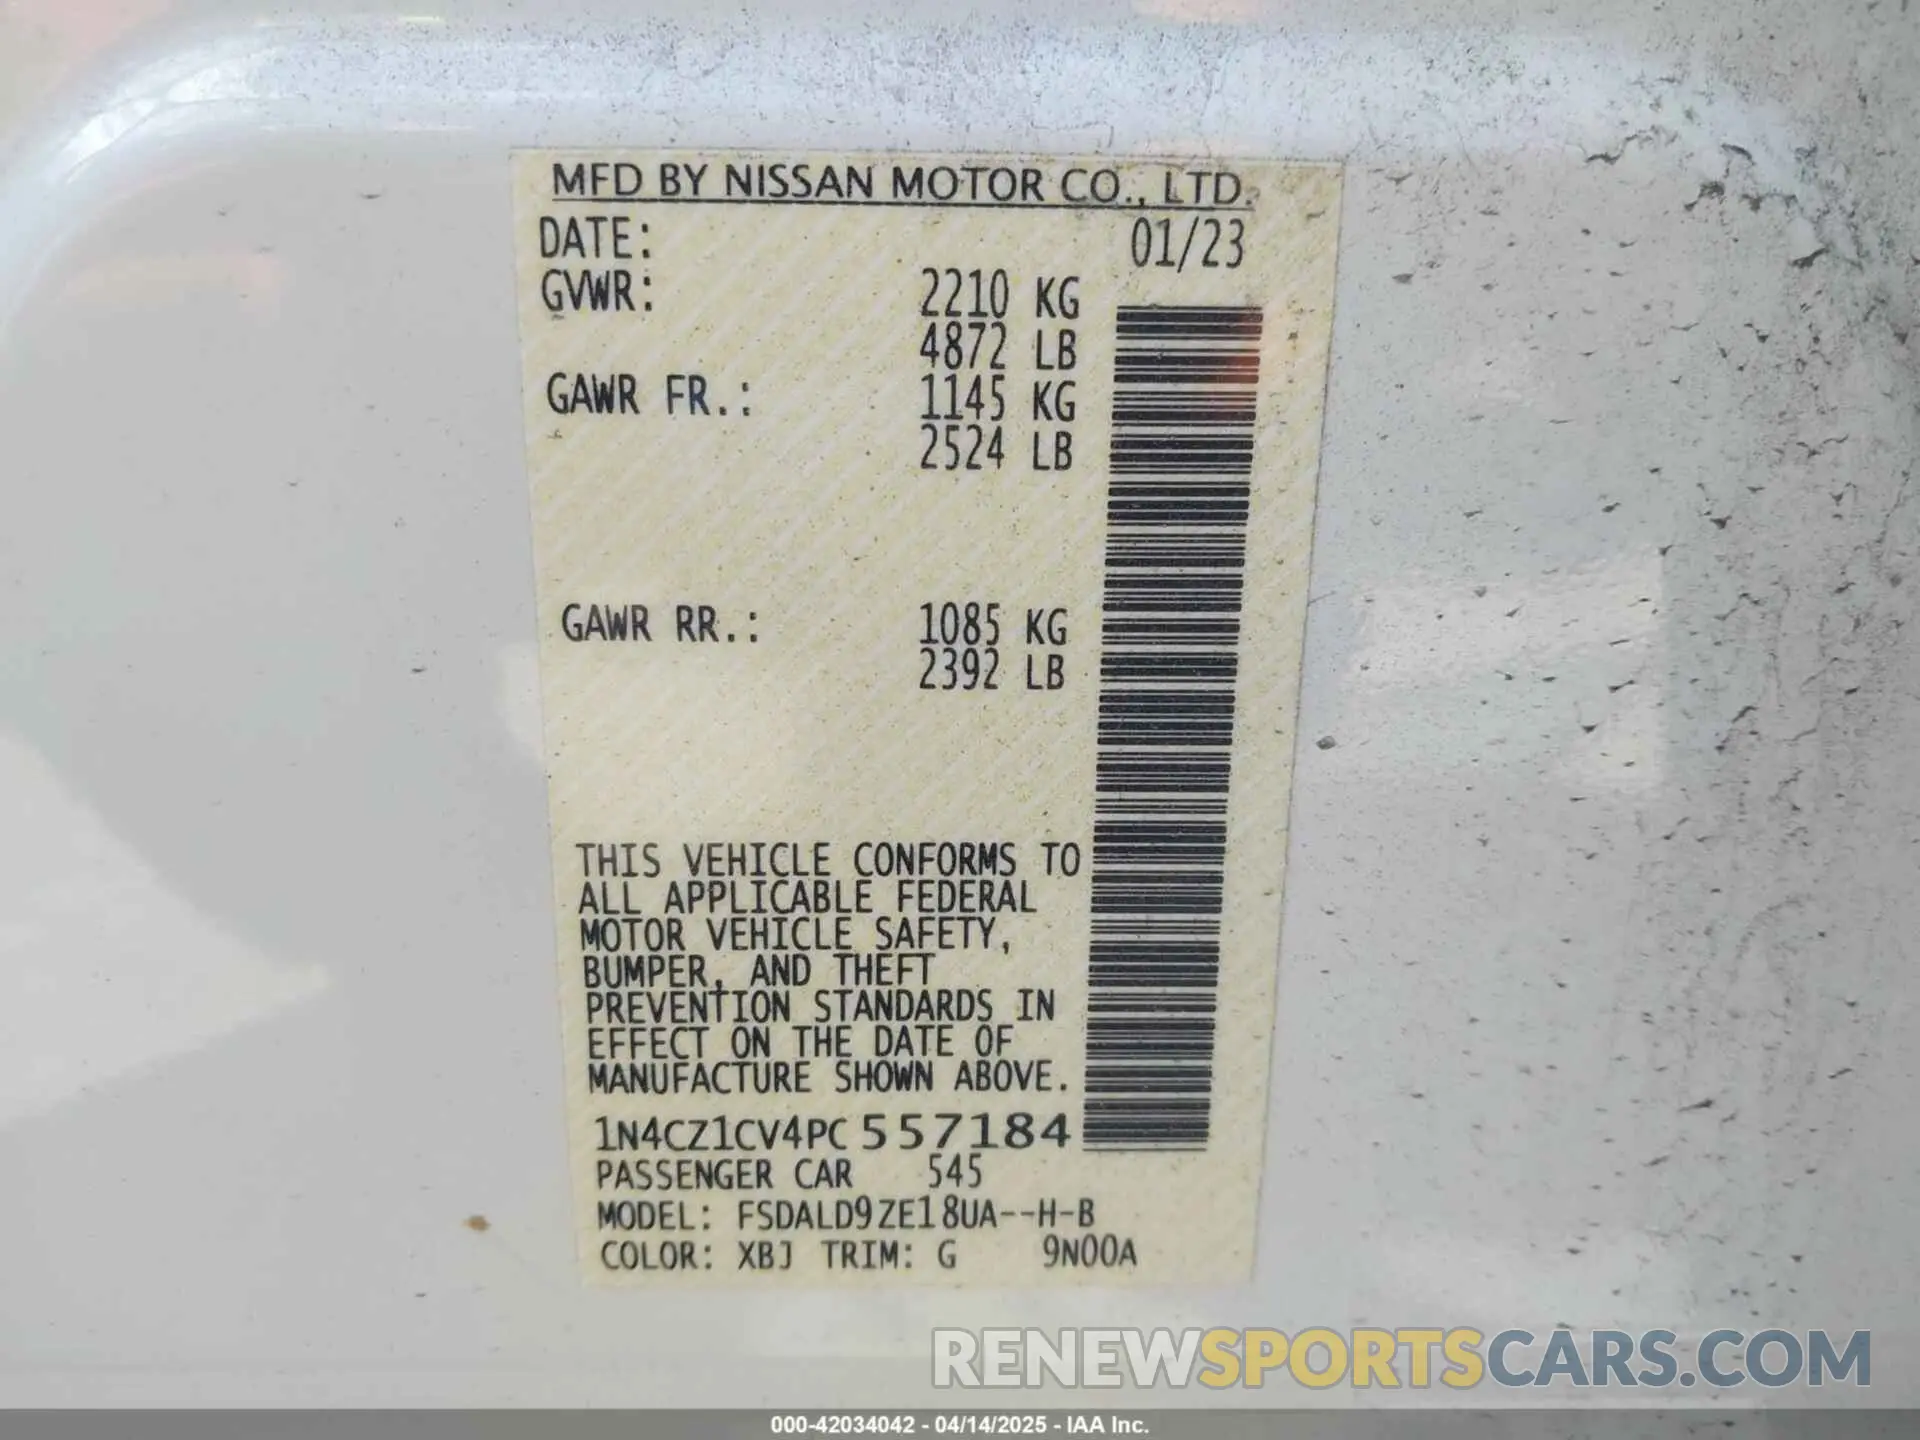 MFD BY NISSAN MOTOR CO., LTD.
DATE: 01/23
GVWR: 2210 KG
4872 LB
GAWR FR.: 1145 KG
2524 LB
GAWR RR.: 1085 KG
2392 LB
THIS VEHICLE CONFORMS TO
ALL APPLICABLE FEDERAL
MOTOR VEHICLE SAFETY,
BUMPER, AND THEFT
PREVENTION STANDARDS IN
EFFECT ON THE DATE OF
MANUFACTURE SHOWN ABOVE.
1N4CZ1CV4PC557184
PASSENGER CAR 545
MODEL: FSDALD9ZE18UA--H-B
COLOR: XBJ TRIM: G 9N00A
RENEWSPORTSCARS.COM
000-42034042 - 04/14/2025 - IAA Inc.